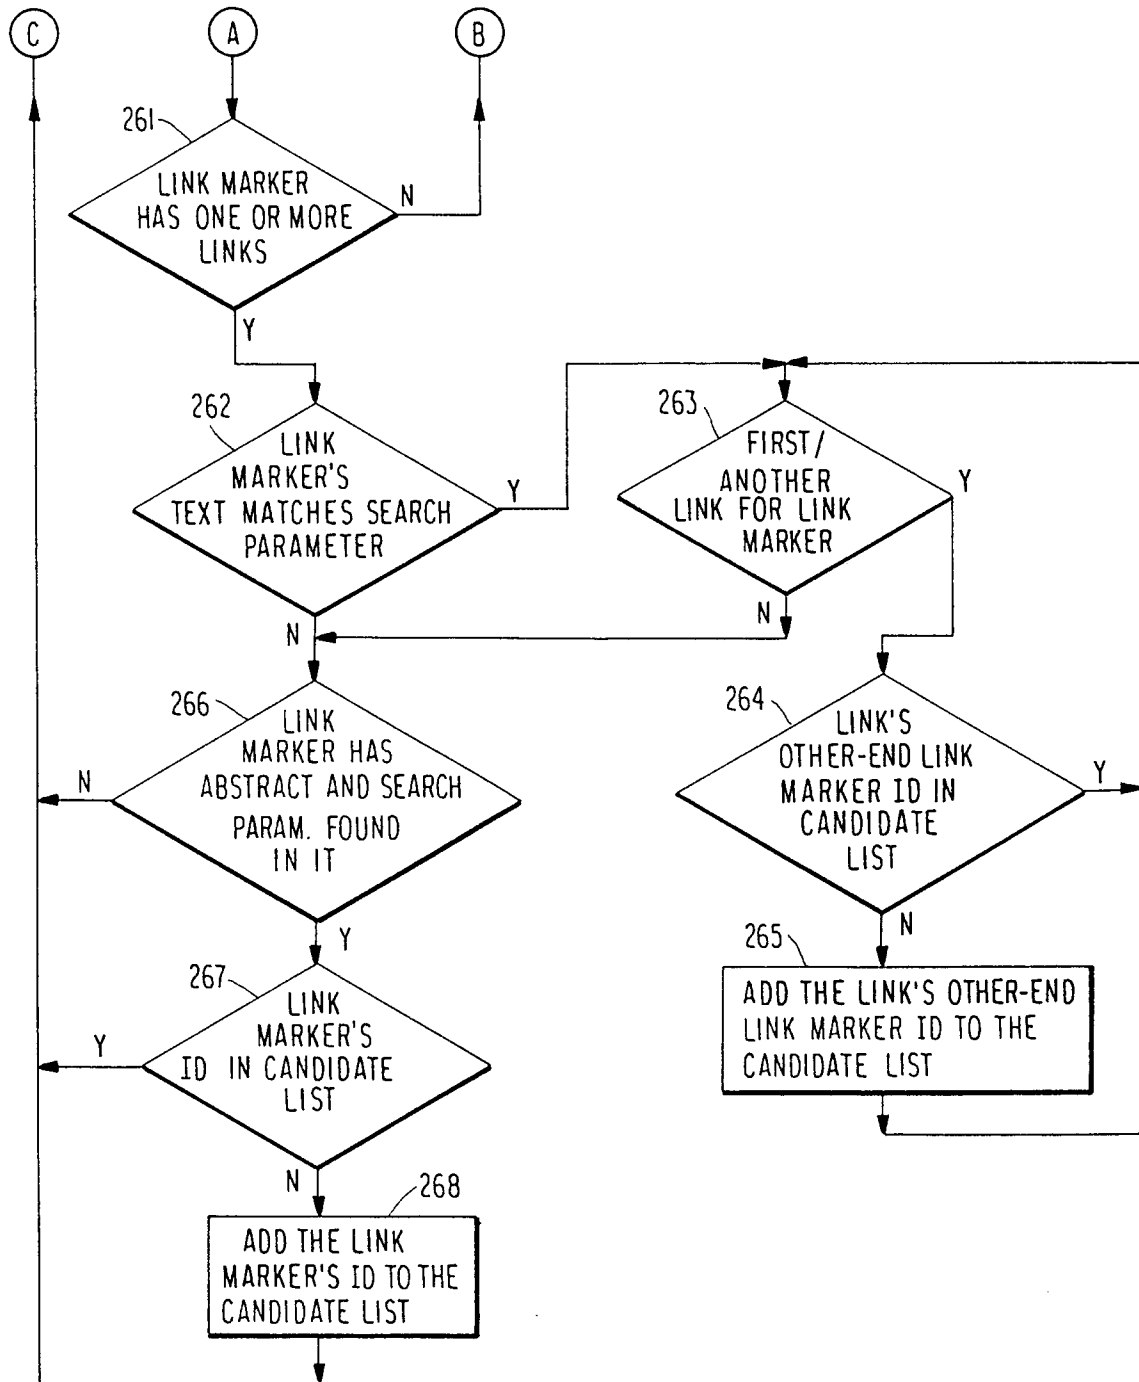 C
A
B
261
LINK MARKER
HAS ONE OR MORE
LINKS
N
Y
262
LINK
MARKER'S
TEXT MATCHES SEARCH
PARAMETER
Y
N
263
FIRST/
ANOTHER
LINK FOR LINK
MARKER
Y
N
266
LINK
MARKER HAS
ABSTRACT AND SEARCH
PARAM. FOUND
IN IT
N
Y
264
LINK'S
OTHER-END LINK
MARKER ID IN
CANDIDATE
LIST
Y
N
265
ADD THE LINK'S OTHER-END
LINK MARKER ID TO THE
CANDIDATE LIST
267
LINK
MARKER'S
ID IN CANDIDATE
LIST
Y
N
268
ADD THE LINK
MARKER'S ID TO THE
CANDIDATE LIST